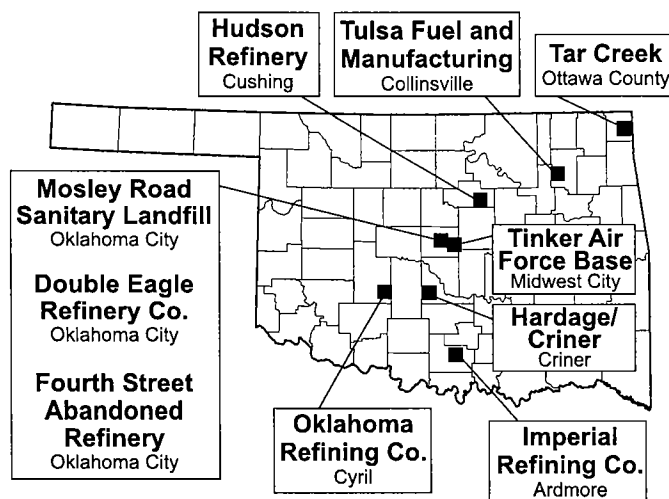 Hudson
Refinery
Cushing
Tulsa Fuel and
Manufacturing
Collinsville
Tar Creek
Ottawa County
Mosley Road
Sanitary Landfill
Oklahoma City
Double Eagle
Refinery Co.
Oklahoma City
Fourth Street
Abandoned
Refinery
Oklahoma City
Tinker Air
Force Base
Midwest City
Hardage/
Criner
Criner
Oklahoma
Refining Co.
Cyril
Imperial
Refining Co.
Ardmore